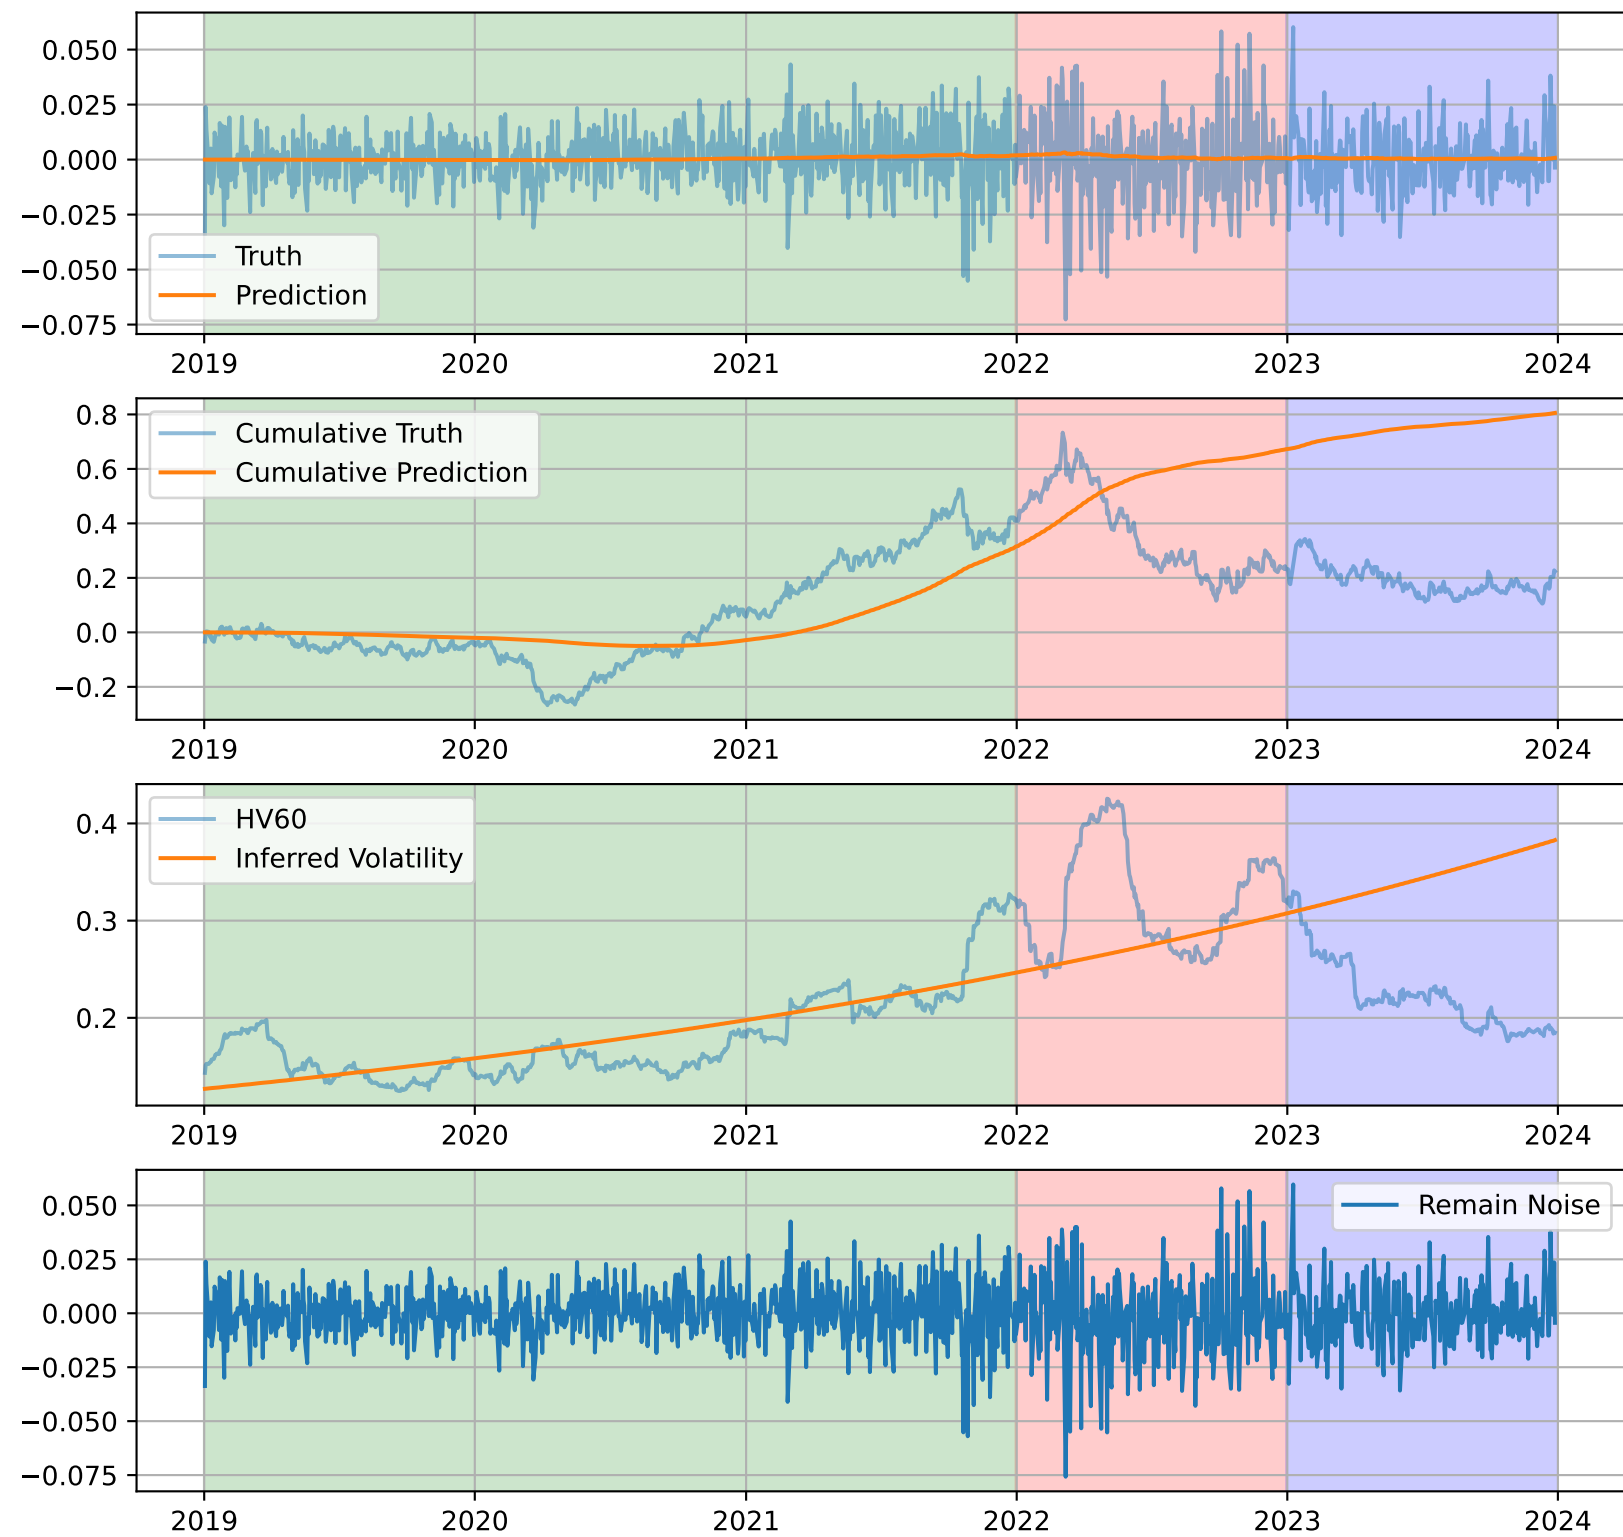 0.050
0.025
0.000
−0.025
−0.050
−0.075
Truth
Prediction
2019 2020 2021 2022 2023 2024
0.8
0.6
0.4
0.2
0.0
−0.2
Cumulative Truth
Cumulative Prediction
2019 2020 2021 2022 2023 2024
0.4
0.3
0.2
HV60
Inferred Volatility
2019 2020 2021 2022 2023 2024
0.050
0.025
0.000
−0.025
−0.050
−0.075
Remain Noise
2019 2020 2021 2022 2023 2024